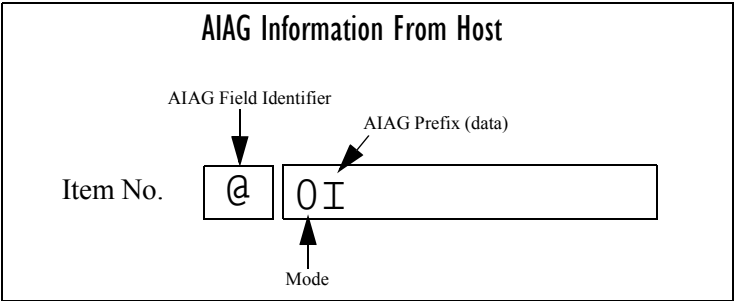 AIAG Information From Host
AIAG Field Identifier
AIAG Prefix (data)
Item No. @ 0I
Mode